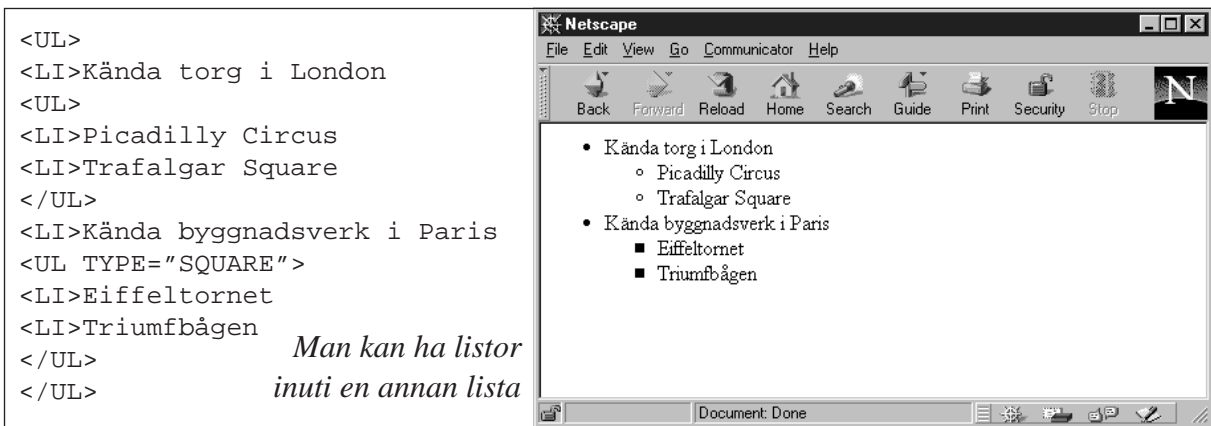 <UL>
<LI>Kända torg i London
<UL>
<LI>Picadilly Circus
<LI>Trafalgar Square
</UL>
<LI>Kända byggnadsverk i Paris
<UL TYPE="SQUARE">
<LI>Eiffeltornet
<LI>Triumfbågen
</UL>
</UL>
Man kan ha listor
inuti en annan lista
Netscape
File Edit View Go Communicator Help
Back Forward Reload Home Search Guide Print Security Stop
N
• Kända torg i London
◦ Picadilly Circus
◦ Trafalgar Square
• Kända byggnadsverk i Paris
■ Eiffeltornet
■ Triumfbågen
Document: Done